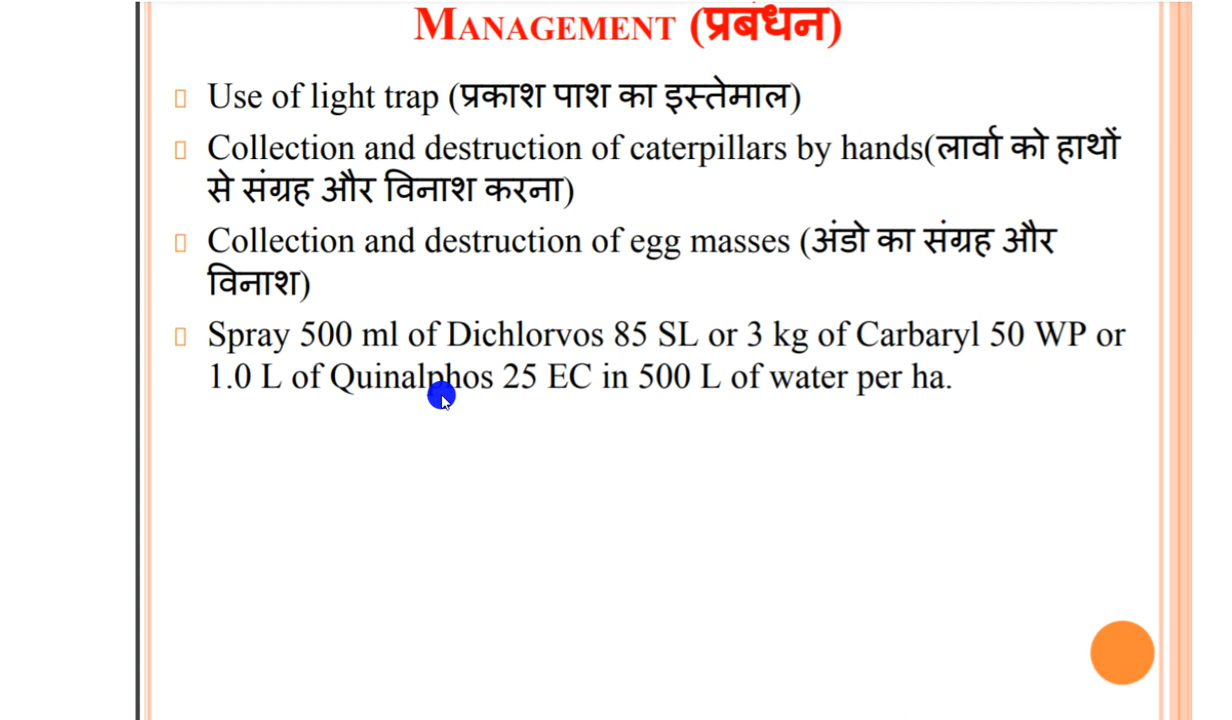 MANAGEMENT (प्रबंधन)
Use of light trap (प्रकाश पाश का इस्तेमाल)
Collection and destruction of caterpillars by hands(लार्वा को हाथों
से संग्रह और विनाश करना)
Collection and destruction of egg masses (अंडो का संग्रह और
विनाश)
Spray 500 ml of Dichlorvos 85 SL or 3 kg of Carbaryl 50 WP or
1.0 L of Quinalphos 25 EC in 500 L of water per ha.